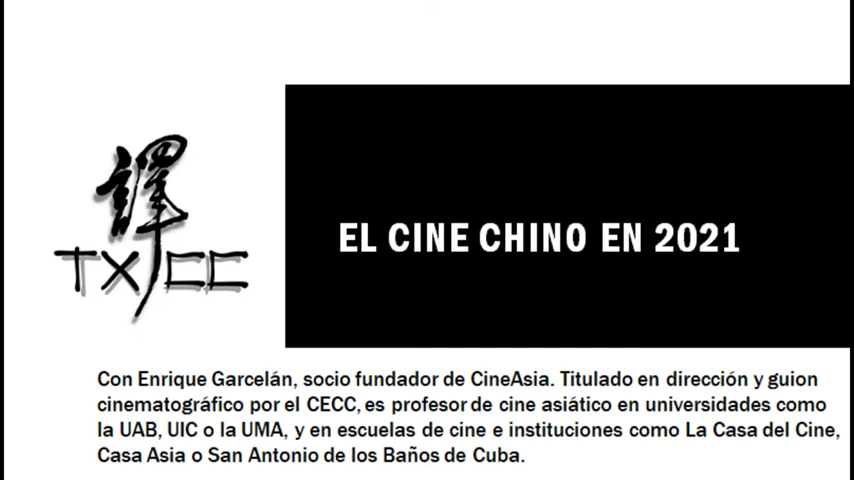 譯
TXICC
EL CINE CHINO EN 2021
Con Enrique Garcelán, socio fundador de CineAsia. Titulado en dirección y guion
cinematográfico por el CECC, es profesor de cine asiático en universidades como
la UAB, UIC o la UMA, y en escuelas de cine e instituciones como La Casa del Cine,
Casa Asia o San Antonio de los Baños de Cuba.